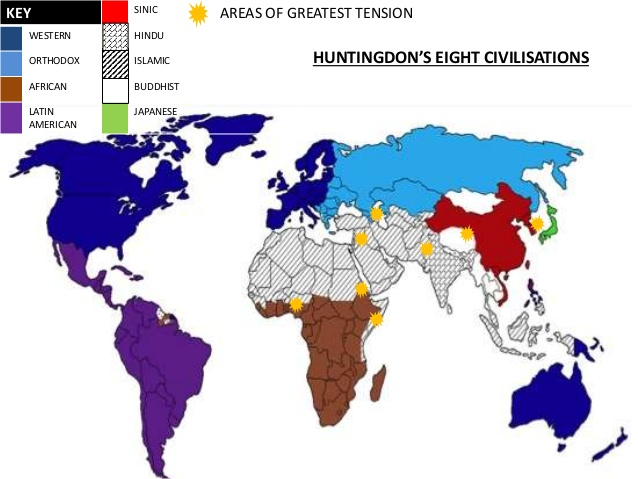 KEY
WESTERN
ORTHODOX
AFRICAN
LATIN
AMERICAN
SINIC
HINDU
ISLAMIC
BUDDHIST
JAPANESE
AREAS OF GREATEST TENSION
HUNTINGDON’S EIGHT CIVILISATIONS